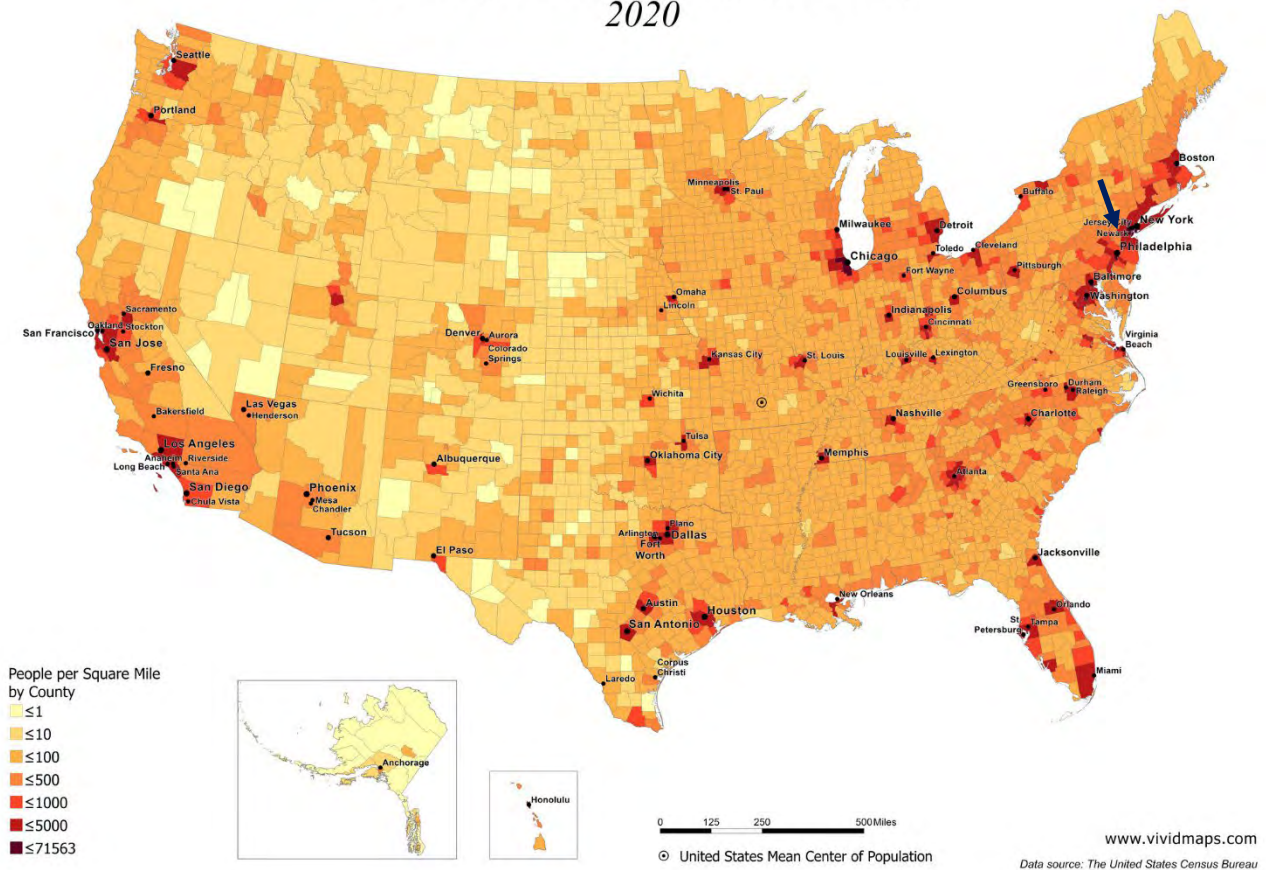 2020
Seattle
Portland
Minneapolis
St. Paul
Milwaukee
Chicago
Detroit
Toledo
Cleveland
Fort Wayne
Buffalo
Boston
New York
Newark
Philadelphia
Pittsburgh
Baltimore
Washington
Columbus
Indianapolis
Cincinnati
Omaha
Lincoln
Sacramento
San Francisco
Oakland
Stockton
San Jose
Fresno
Denver
Aurora
Colorado
Springs
Kansas City
St. Louis
Louisville
Lexington
Virginia
Beach
Greensboro
Durham
Raleigh
Charlotte
Nashville
Wichita
Las Vegas
Henderson
Bakersfield
Los Angeles
Anaheim
Riverside
Long Beach
Santa Ana
San Diego
Chula Vista
Phoenix
Mesa
Chandler
Tucson
Albuquerque
El Paso
Tulsa
Oklahoma City
Memphis
Atlanta
Plano
Arlington
Dallas
Fort
Worth
Jacksonville
New Orleans
Austin
Houston
San Antonio
Orlando
St
Petersburg
Tampa
Miami
Corpus
Christi
Laredo
People per Square Mile
by County
≤1
≤10
≤100
≤500
≤1000
≤5000
≤71563
Anchorage
Honolulu
0 125 250 500 Miles
United States Mean Center of Population
www.vividmaps.com
Data source: The United States Census Bureau